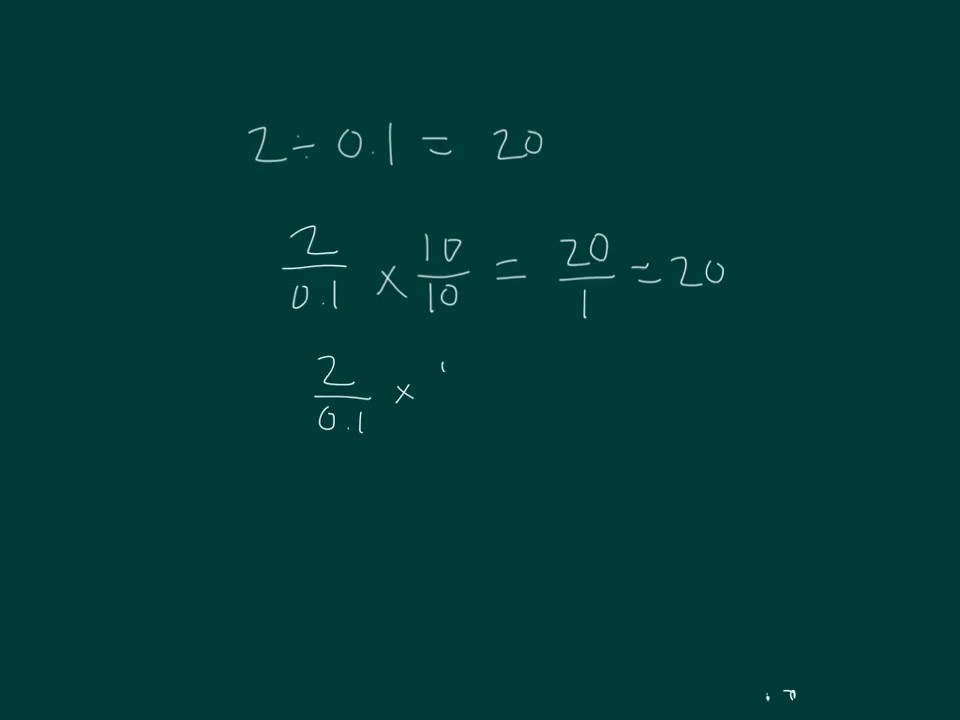 2 ÷ 0.1 = 20
2/0.1 × 10/10 = 20/1 = 20
2/0.1 ×